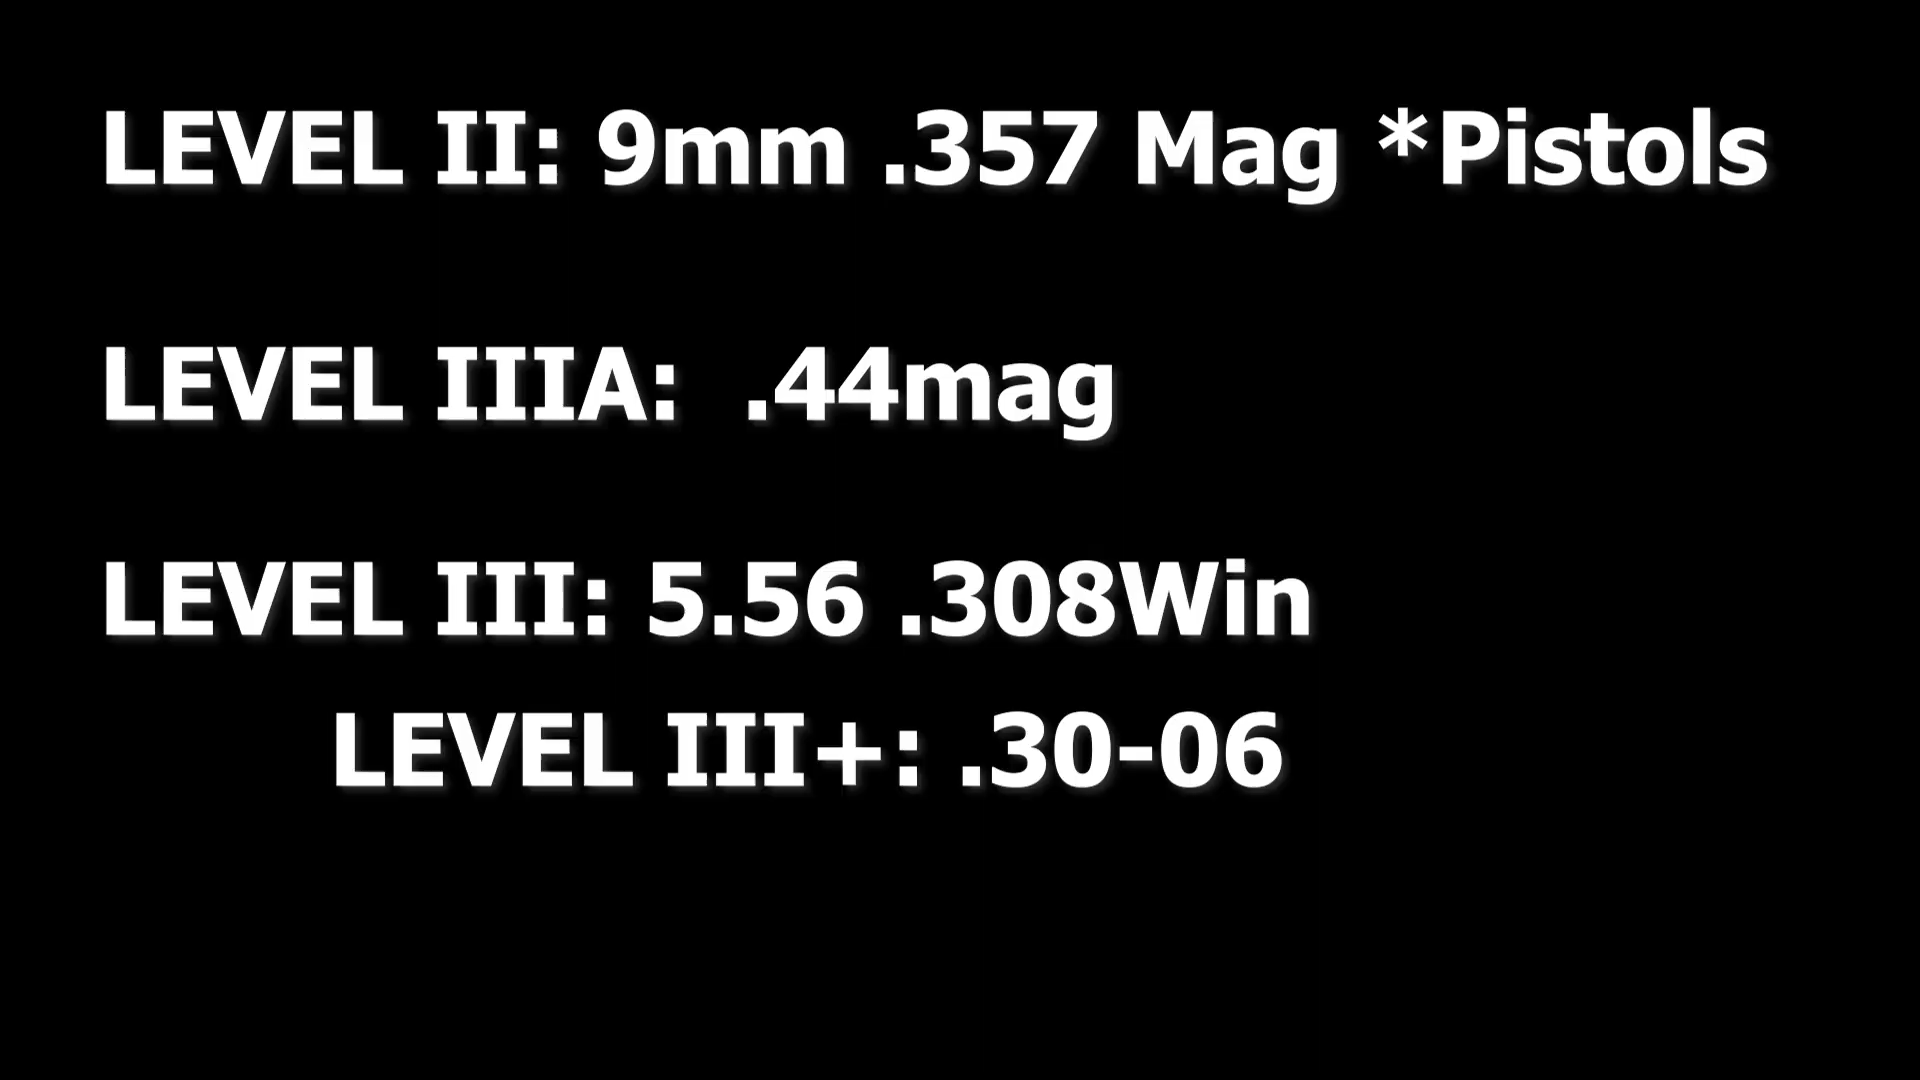 LEVEL II: 9mm .357 Mag *Pistols
LEVEL IIIA:  .44mag
LEVEL III: 5.56 .308Win
LEVEL III+: .30-06